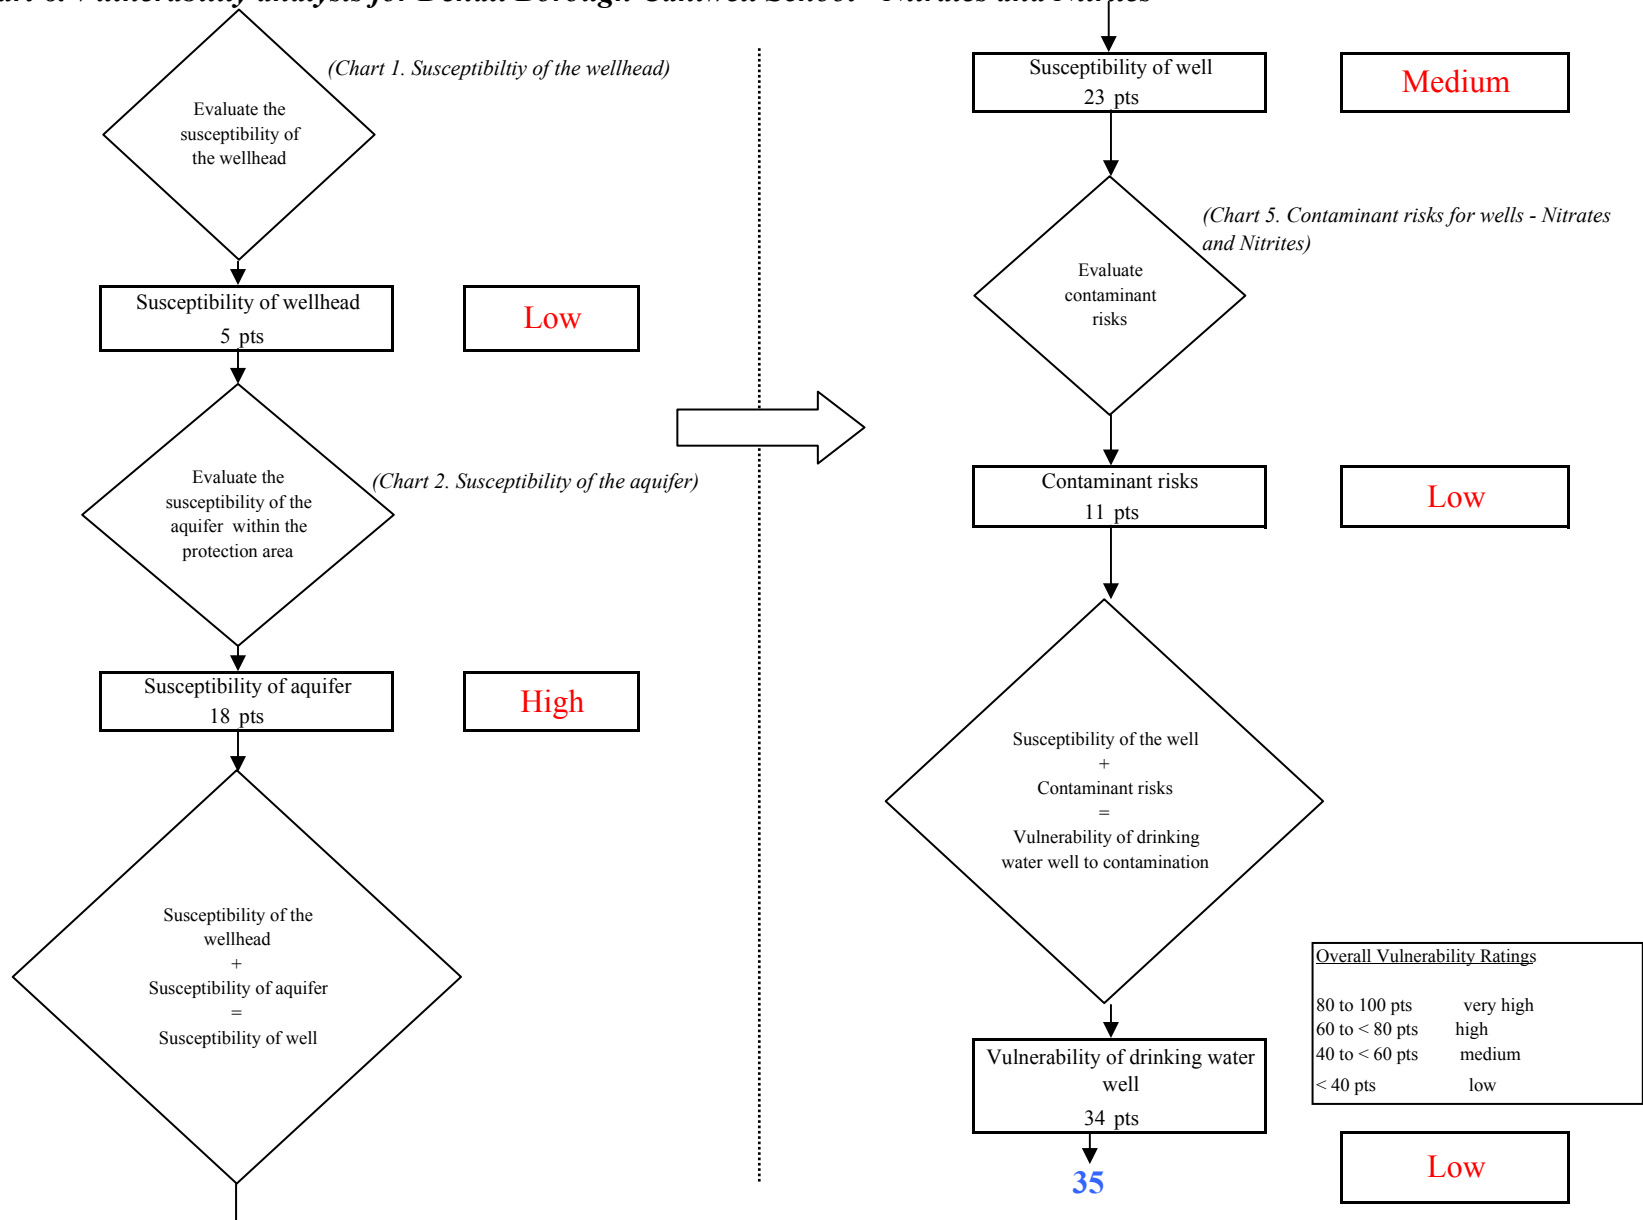 (Chart 1. Susceptibiltiy of the wellhead)
Evaluate the
susceptibility of
the wellhead
Susceptibility of wellhead
5 pts
Low
Evaluate the
susceptibility of the
aquifer within the
protection area
(Chart 2. Susceptibility of the aquifer)
Susceptibility of aquifer
18 pts
High
Susceptibility of the
wellhead
+
Susceptibility of aquifer
=
Susceptibility of well
Susceptibility of well
23 pts
Medium
(Chart 5. Contaminant risks for wells - Nitrates
and Nitrites)
Evaluate
contaminant
risks
Contaminant risks
11 pts
Low
Susceptibility of the well
+
Contaminant risks
=
Vulnerability of drinking
water well to contamination
Overall Vulnerability Ratings
80 to 100 pts very high
60 to < 80 pts high
40 to < 60 pts medium
< 40 pts low
Vulnerability of drinking water
well
34 pts
35
Low